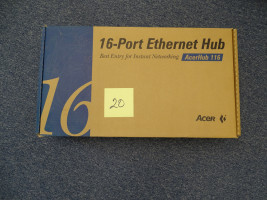 16-Port Ethernet Hub
Best Entry for Instant Networking AcerHub 116
16
20
Acer